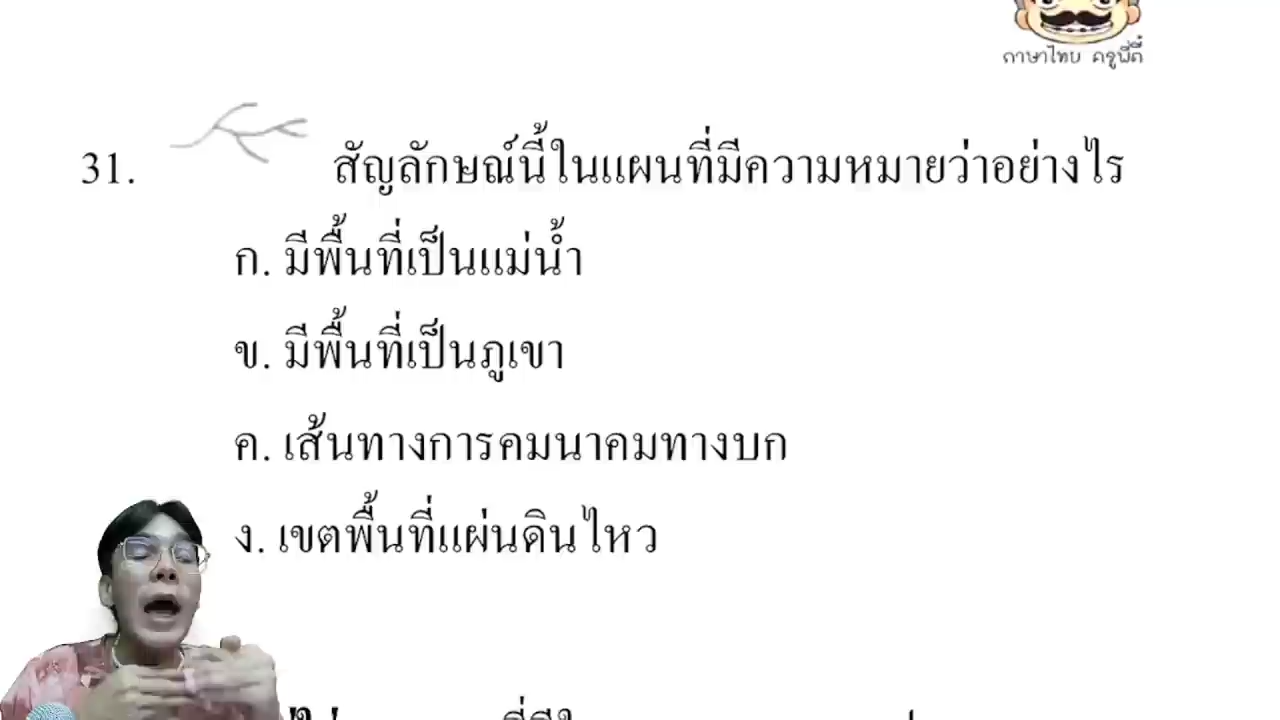 ภาษาไทย ครูพี่ดี้
31. สัญลักษณ์นี้ในแผนที่มีความหมายว่าอย่างไร
ก. มีพื้นที่เป็นแม่น้ำ
ข. มีพื้นที่เป็นภูเขา
ค. เส้นทางการคมนาคมทางบก
ง. เขตพื้นที่แผ่นดินไหว